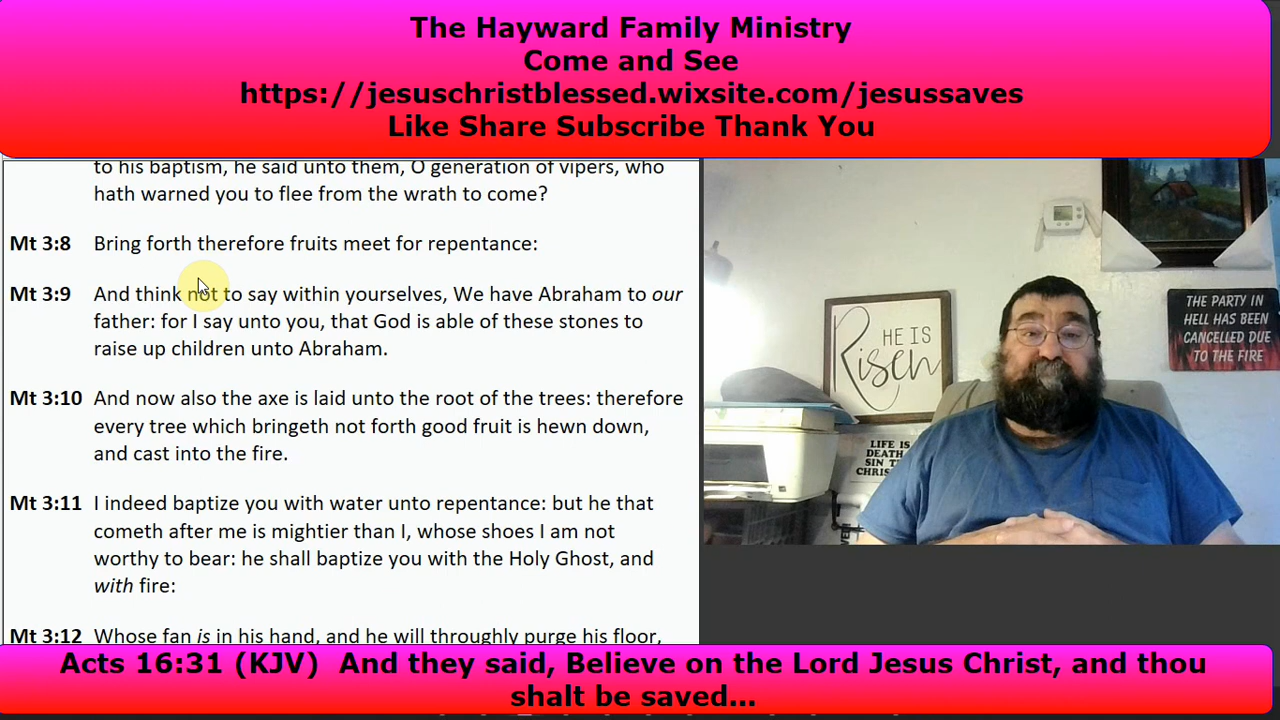 The Hayward Family Ministry
Come and See
https://jesuschristblessed.wixsite.com/jesussaves
Like Share Subscribe Thank You
to his baptism, he said unto them, O generation of vipers, who
hath warned you to flee from the wrath to come?
Mt 3:8 Bring forth therefore fruits meet for repentance:
Mt 3:9 And think not to say within yourselves, We have Abraham to our
father: for I say unto you, that God is able of these stones to
raise up children unto Abraham.
Mt 3:10 And now also the axe is laid unto the root of the trees: therefore
every tree which bringeth not forth good fruit is hewn down,
and cast into the fire.
Mt 3:11 I indeed baptize you with water unto repentance: but he that
cometh after me is mightier than I, whose shoes I am not
worthy to bear: he shall baptize you with the Holy Ghost, and
with fire:
Mt 3:12 Whose fan is in his hand, and he will throughly purge his floor,
HE IS
Risen
THE PARTY IN
HELL HAS BEEN
CANCELLED DUE
TO THE FIRE
LIFE IS
DEATH
SIN
Acts 16:31 (KJV) And they said, Believe on the Lord Jesus Christ, and thou
shalt be saved...